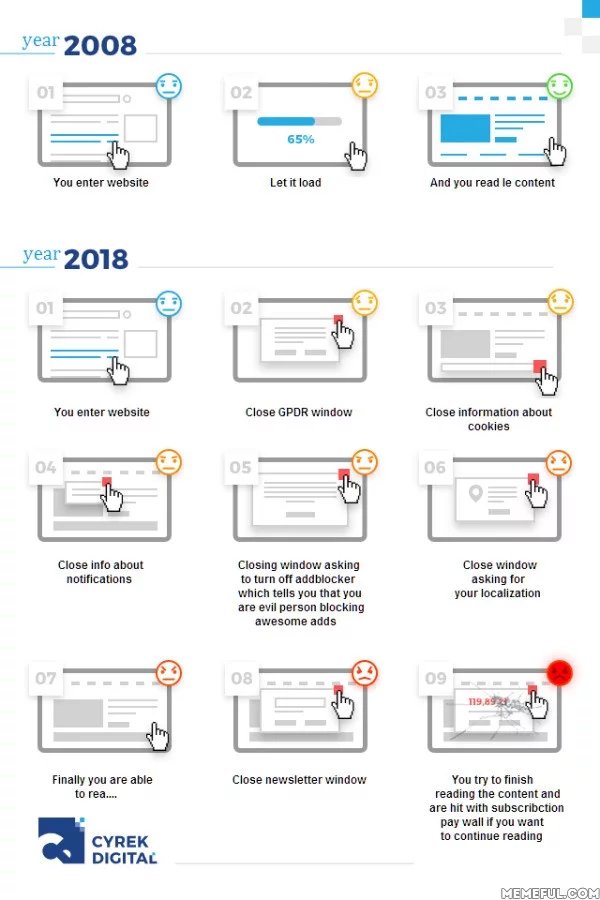 year 2008
01
02
03
65%
You enter website
Let it load
And you read le content
year 2018
01
02
03
You enter website
Close GPDR window
Close information about
cookies
04
05
06
Close info about
notifications
Closing window asking
to turn off addblocker
which tells you that you
are evil person blocking
awesome adds
Close window
asking for
your localization
07
08
09
Finally you are able
to rea....
Close newsletter window
You try to finish
reading the content and
are hit with subscribction
pay wall if you want
to continue reading
CYREK
DIGITAL
MEMEFUL.COM